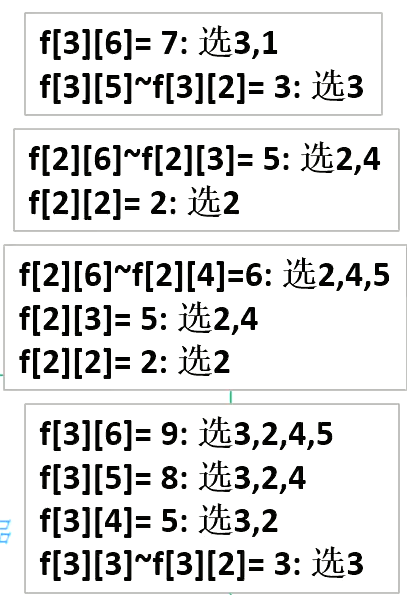 f[3][6]= 7: 选3,1
f[3][5]~f[3][2]= 3: 选3
f[2][6]~f[2][3]= 5: 选2,4
f[2][2]= 2: 选2
f[2][6]~f[2][4]=6: 选2,4,5
f[2][3]= 5: 选2,4
f[2][2]= 2: 选2
f[3][6]= 9: 选3,2,4,5
f[3][5]= 8: 选3,2,4
f[3][4]= 5: 选3,2
f[3][3]~f[3][2]= 3: 选3